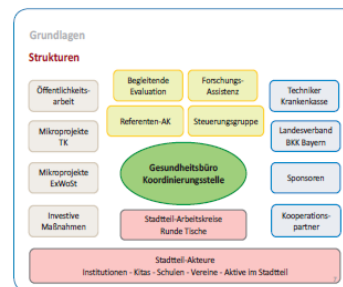 Grundlagen
Strukturen
Öffentlichkeits-
arbeit
Begleitende
Evaluation
Forschungs-
Assistenz
Techniker
Krankenkasse
Mikroprojekte
TK
Referenten-AK
Steuerungsgruppe
Landesverband
BKK Bayern
Mikroprojekte
ExWoSt
Gesundheitsbüro
Koordinierungsstelle
Sponsoren
Investive
Maßnahmen
Stadtteil-Arbeitskreise
Runde Tische
Kooperations-
partner
Stadtteil-Akteure
Institutionen - Kitas - Schulen - Vereine - Aktive im Stadtteil